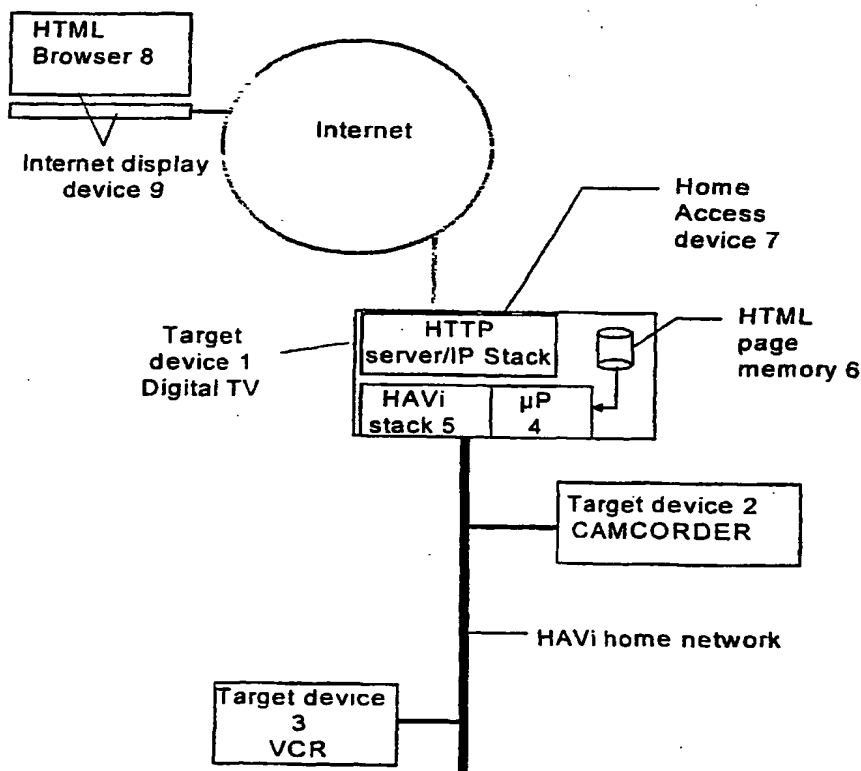 HTML
Browser 8
Internet
Internet display
device 9
Home
Access
device 7
Target
device 1
Digital TV
HTTP
server/IP Stack
HTML
page
memory 6
HAVi
stack 5
µP
4
Target device 2
CAMCORDER
HAVi home network
Target device
3
VCR